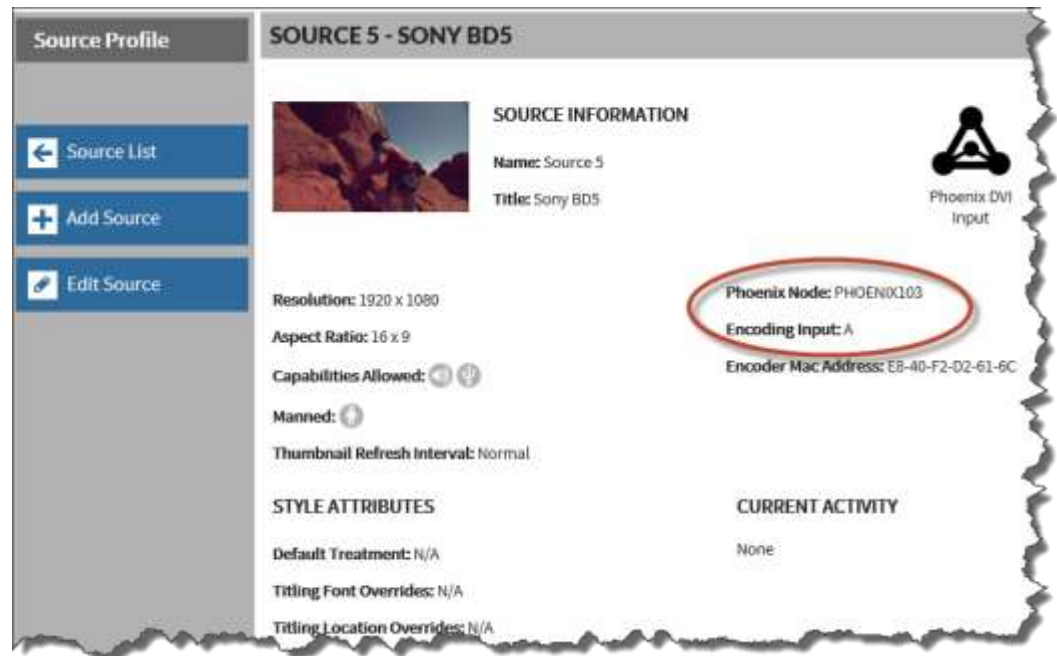 Source Profile
SOURCE 5 - SONY BD5
Source List
Add Source
Edit Source
SOURCE INFORMATION
Name: Source 5
Title: Sony BD5
Phoenix DVI
Input
Resolution: 1920 x 1080
Aspect Ratio: 16 x 9
Capabilities Allowed:
Manned:
Thumbnail Refresh Interval: Normal
Phoenix Node: PHOENIX103
Encoding Input: A
Encoder Mac Address: E8-40-F2-D2-61-6C
STYLE ATTRIBUTES
Default Treatment: N/A
Titling Font Overrides: N/A
Titling Location Overrides: N/A
CURRENT ACTIVITY
None